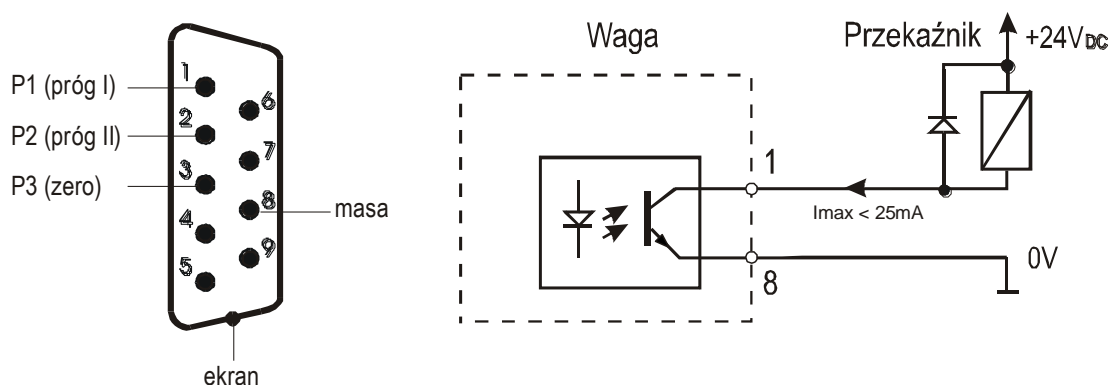 1
P1 (próg I)
6
2
P2 (próg II)
7
3
P3 (zero)
8
masa
4
9
5
ekran
Waga
Przekaźnik
+24VDC
1
Imax < 25mA
0V
8